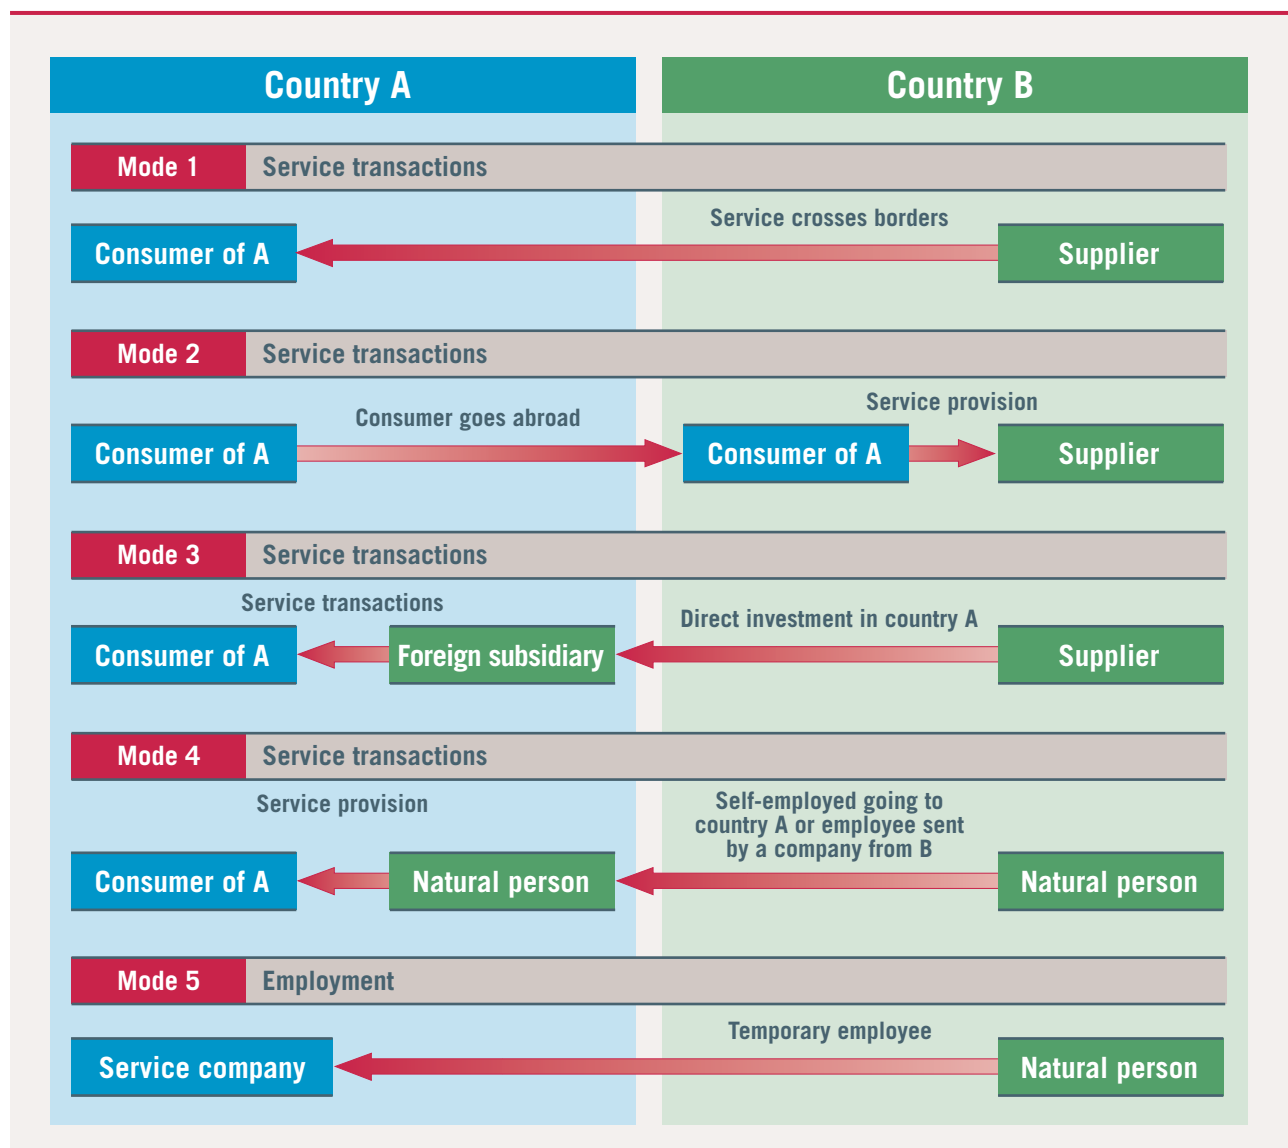 Country A
Country B
Mode 1
Service transactions
Service crosses borders
Consumer of A
Supplier
Mode 2
Service transactions
Consumer goes abroad
Service provision
Consumer of A
Consumer of A
Supplier
Mode 3
Service transactions
Service transactions
Direct investment in country A
Consumer of A
Foreign subsidiary
Supplier
Mode 4
Service transactions
Service provision
Self-employed going to
country A or employee sent
by a company from B
Consumer of A
Natural person
Natural person
Mode 5
Employment
Temporary employee
Service company
Natural person